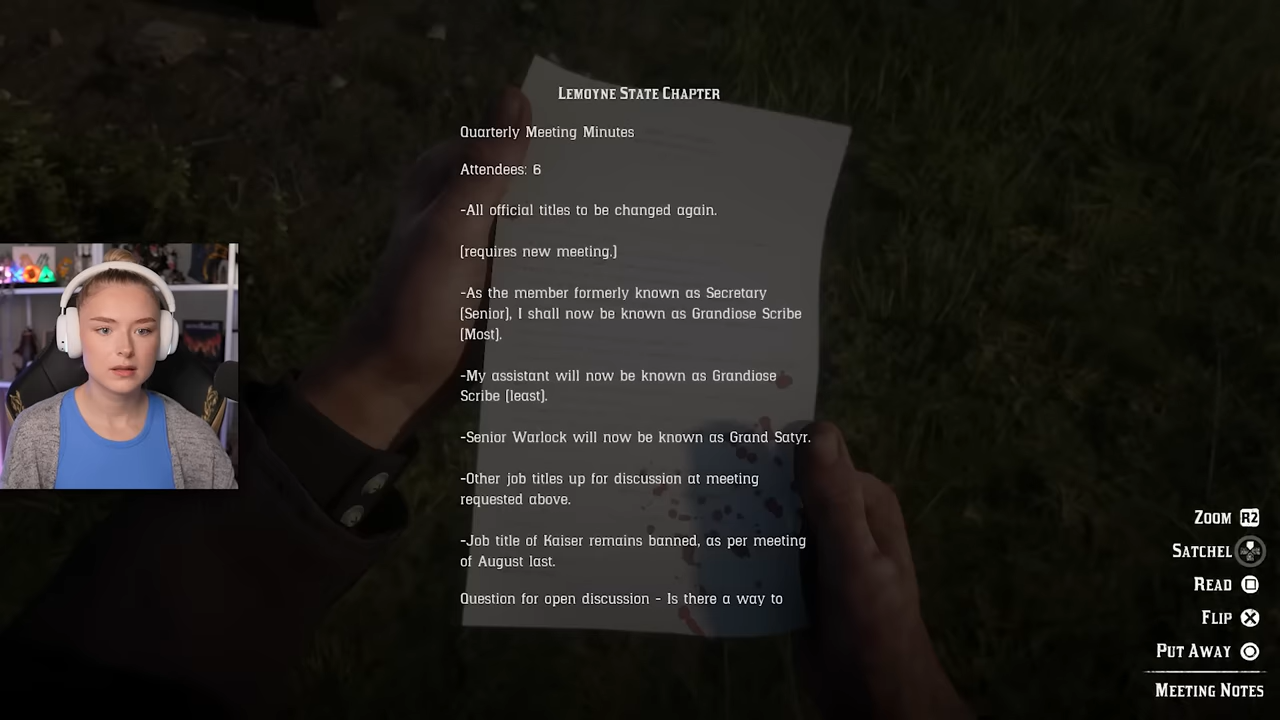 Lemoyne State Chapter
Quarterly Meeting Minutes
Attendees: 6
-All official titles to be changed again.
(requires new meeting.)
-As the member formerly known as Secretary
(Senior), I shall now be known as Grandiose Scribe
(Most).
-My assistant will now be known as Grandiose
Scribe (least).
-Senior Warlock will now be known as Grand Satyr.
-Other job titles up for discussion at meeting
requested above.
-Job title of Kaiser remains banned, as per meeting
of August last.
Question for open discussion - Is there a way to
Zoom R2
Satchel
Read
Flip
Put Away
Meeting Notes